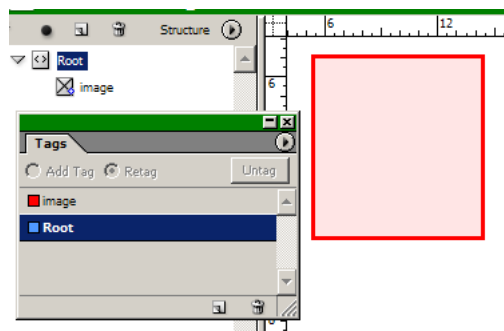 Structure
6
12
Root
image
6
Tags
Add Tag
Retag
Untag
image
Root